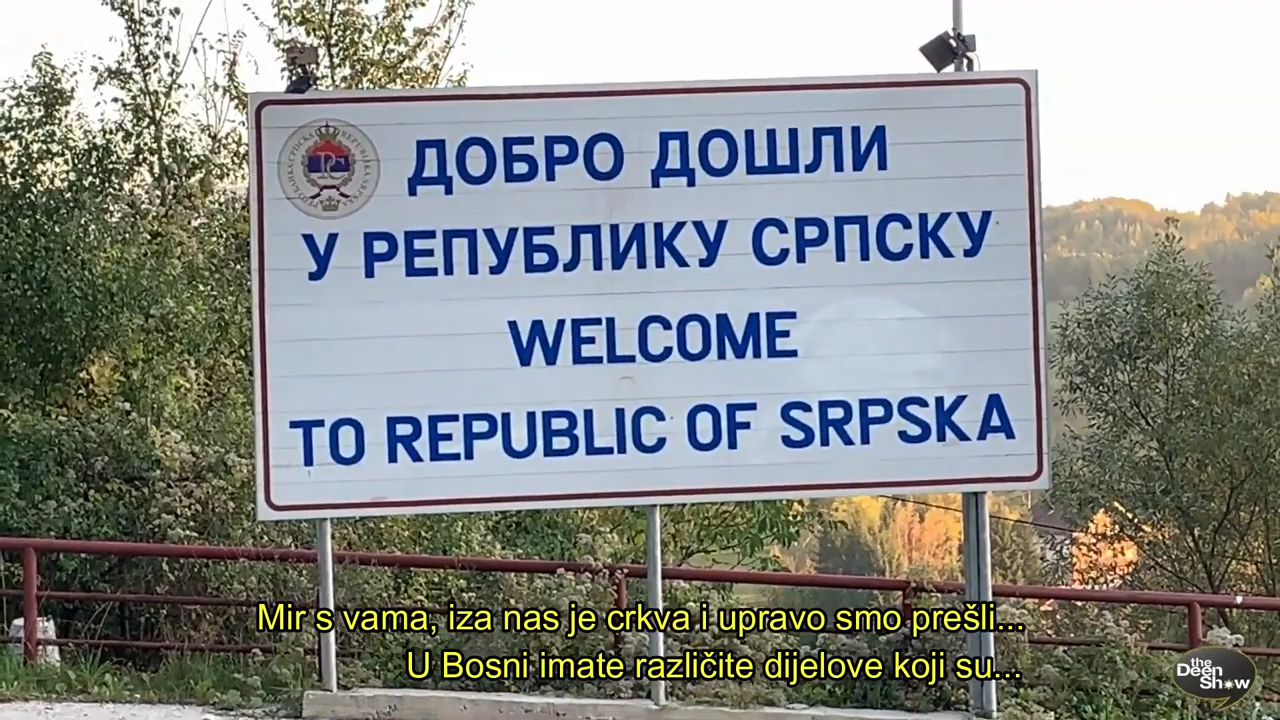 ДОБРО ДОШЛИ
У РЕПУБЛИКУ СРПСКУ
WELCOME
TO REPUBLIC OF SRPSKA
Mir s vama, iza nas je crkva i upravo smo prešli...
U Bosni imate različite dijelove koji su...
the
Deen
Show